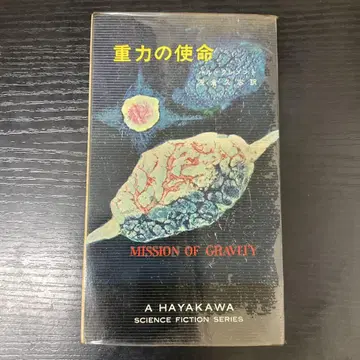 重力の使命
MISSION OF GRAVITY
A HAYAKAWA
SCIENCE FICTION SERIES